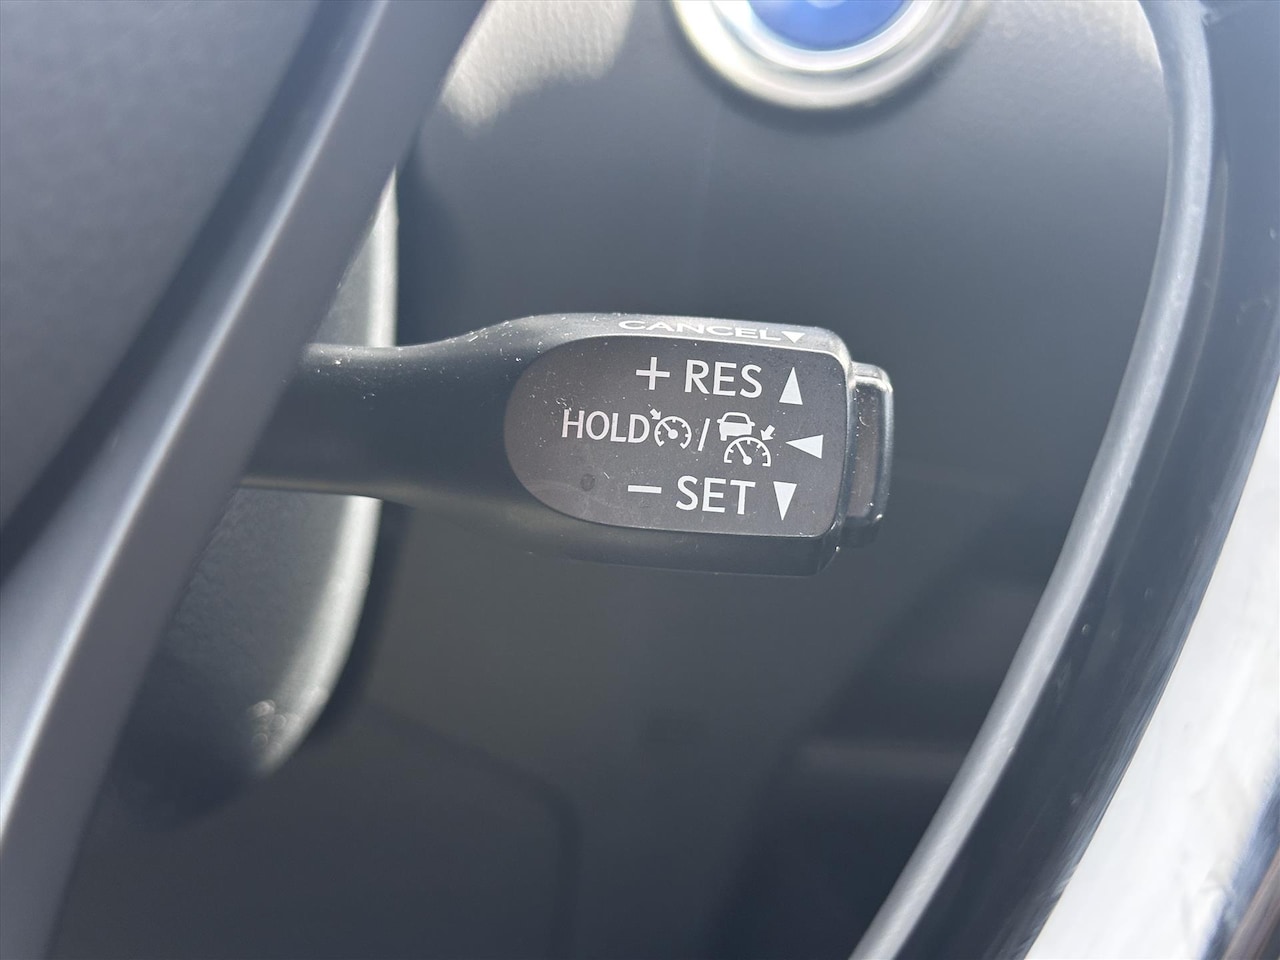 CANCEL▼
+ RES ▲
HOLD / ◀
− SET ▼